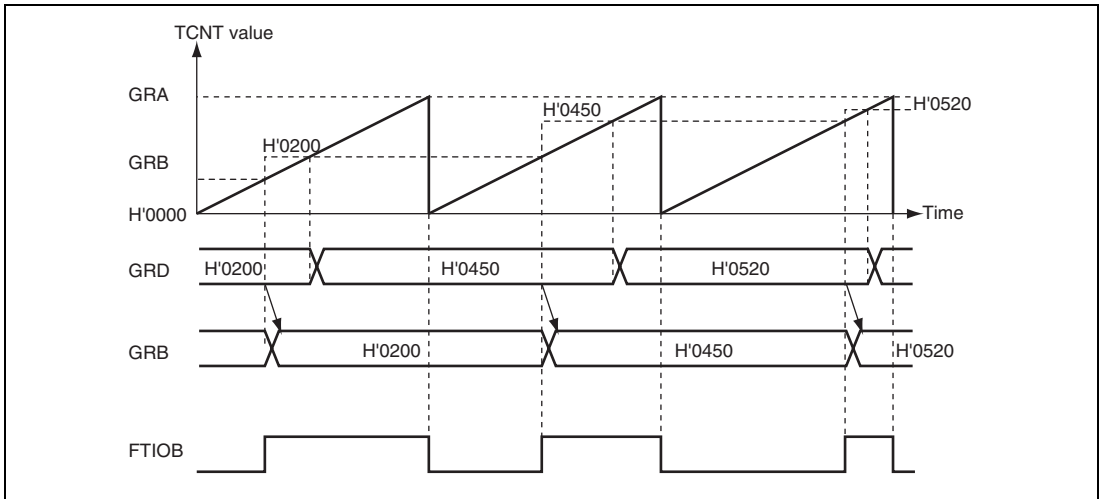 TCNT value
GRA
H'0450
H'0520
H'0200
GRB
H'0000
Time
GRD
H'0200
H'0450
H'0520
GRB
H'0200
H'0450
H'0520
FTIOB